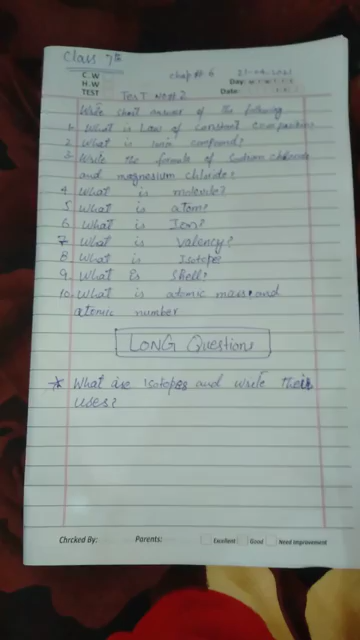 Class 7th
C.W
H.W
TEST
chap # 6
Day: M T W T F S
Date:
TEST NO# 2
Write short answers of the following
1. What is Law of constant composition
2. What is ionic compound?
3. Write the formula of Sodium chloride
and magnesium chloride?
4. What is molecule?
5. What is atom?
6. What is Ion?
7. What is valency?
8. What is Isotope?
9. What is Shell?
10. What is atomic mass and
atomic number
LONG Questions
* What are isotopes and write their
uses?
Chrcked By:
Parents:
Excellent
Good
Need Improvement